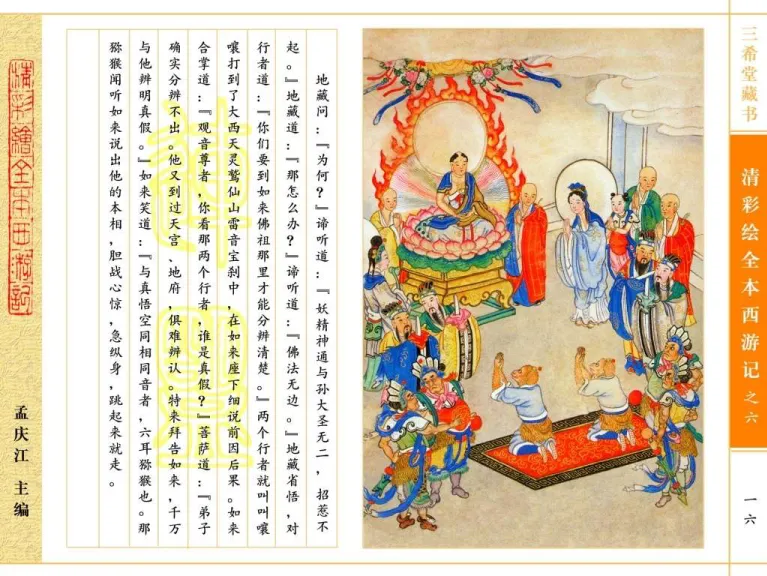 三希堂藏书
清彩绘全本西游记之六
一六
地藏问：『为何？』谛听道：『妖精神通与孙大圣无二，招惹不
起。』地藏道：『那怎么办？』谛听道：『佛法无边。』地藏省悟，对
行者道：『你们要到如来佛祖那里才能分辨清楚。』两个行者就叫叫嚷
嚷打到了大西天灵鹫仙山雷音宝刹中，在如来座下细说前因后果。如来
合掌道：『观音尊者，你看那两个行者，谁是真假？』菩萨道：『弟子
确实分辨不出。他又到过天宫、地府，俱难辨认。特来拜告如来，千万
与他辨明真假。』如来笑道：『与真悟空同相同音者，六耳猕猴也。』那
猕猴闻听如来说出他的本相，胆战心惊，急纵身，跳起来就走。
清彩绘全本西游记
孟庆江 主编